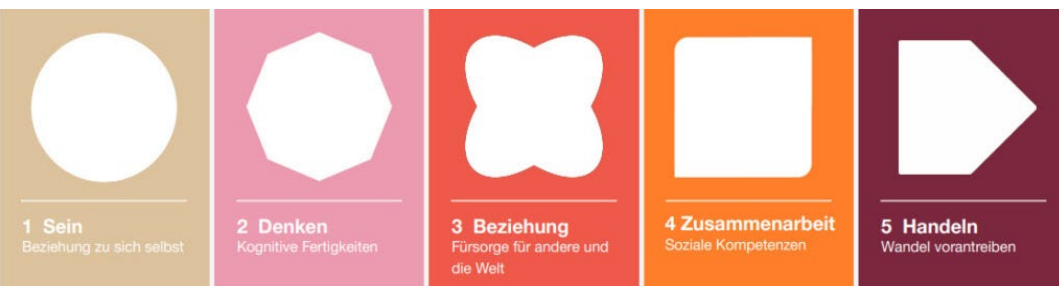 1 Sein
Beziehung zu sich selbst
2 Denken
Kognitive Fertigkeiten
3 Beziehung
Fürsorge für andere und
die Welt
4 Zusammenarbeit
Soziale Kompetenzen
5 Handeln
Wandel vorantreiben